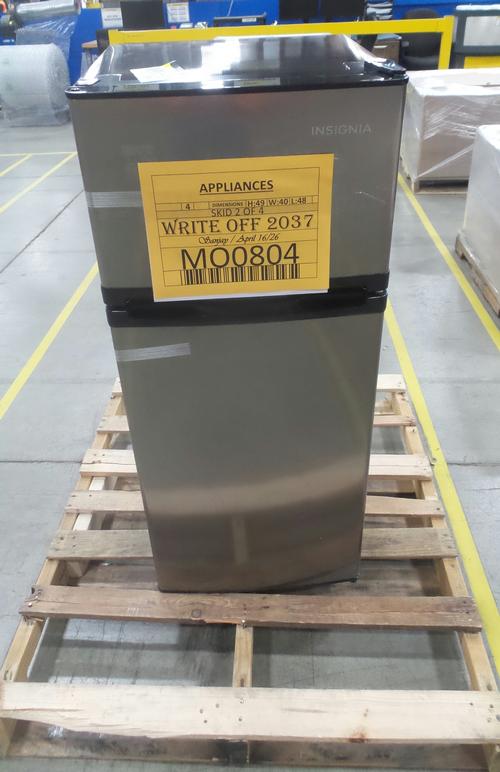 INSIGNIA
APPLIANCES
4 DIMENSIONS H:49 W:40 L:48
SKID 2 OF 4
WRITE OFF 2037
Sanjay / April 16/26
MO0804